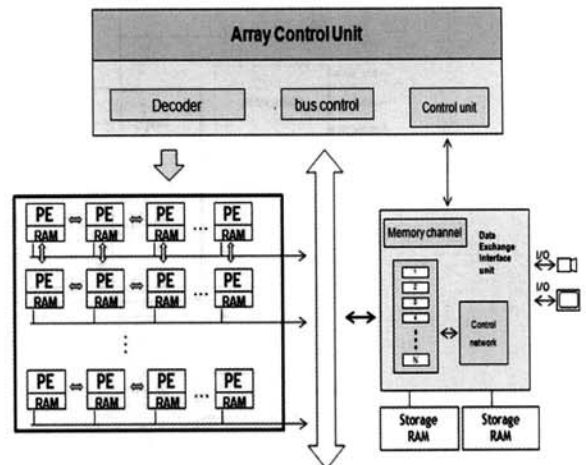 Array Control Unit
Decoder
bus control
Control unit
PE PE PE ... PE
RAM RAM RAM RAM
PE PE PE ... PE
RAM RAM RAM RAM
PE PE PE ... PE
RAM RAM RAM RAM
Memory channel
Data
Exchange
Interface
unit
1
2
3
4
N
Control
network
I/O
I/O
Storage
RAM
Storage
RAM